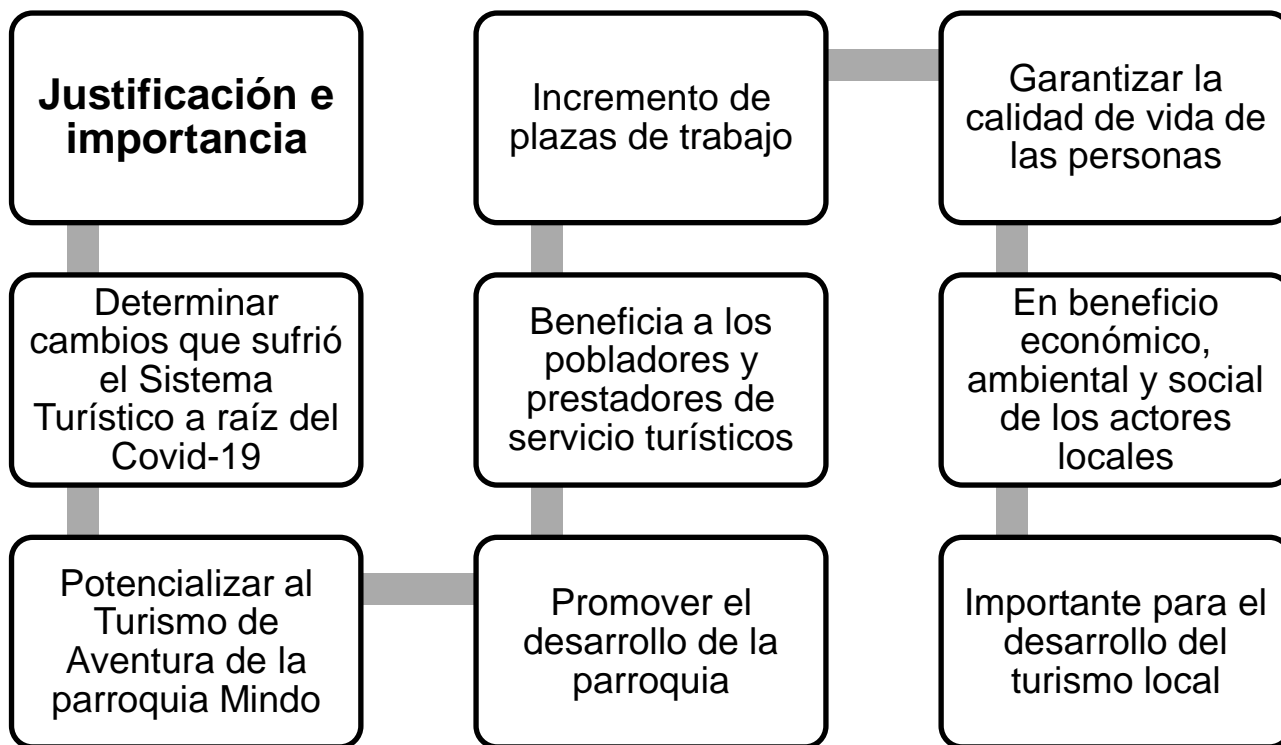 Justificación e
importancia
Determinar
cambios que sufrió
el Sistema
Turístico a raíz del
Covid-19
Potencializar al
Turismo de
Aventura de la
parroquia Mindo
Promover el
desarrollo de la
parroquia
Beneficia a los
pobladores y
prestadores de
servicio turísticos
Incremento de
plazas de trabajo
Garantizar la
calidad de vida de
las personas
En beneficio
económico,
ambiental y social
de los actores
locales
Importante para el
desarrollo del
turismo local